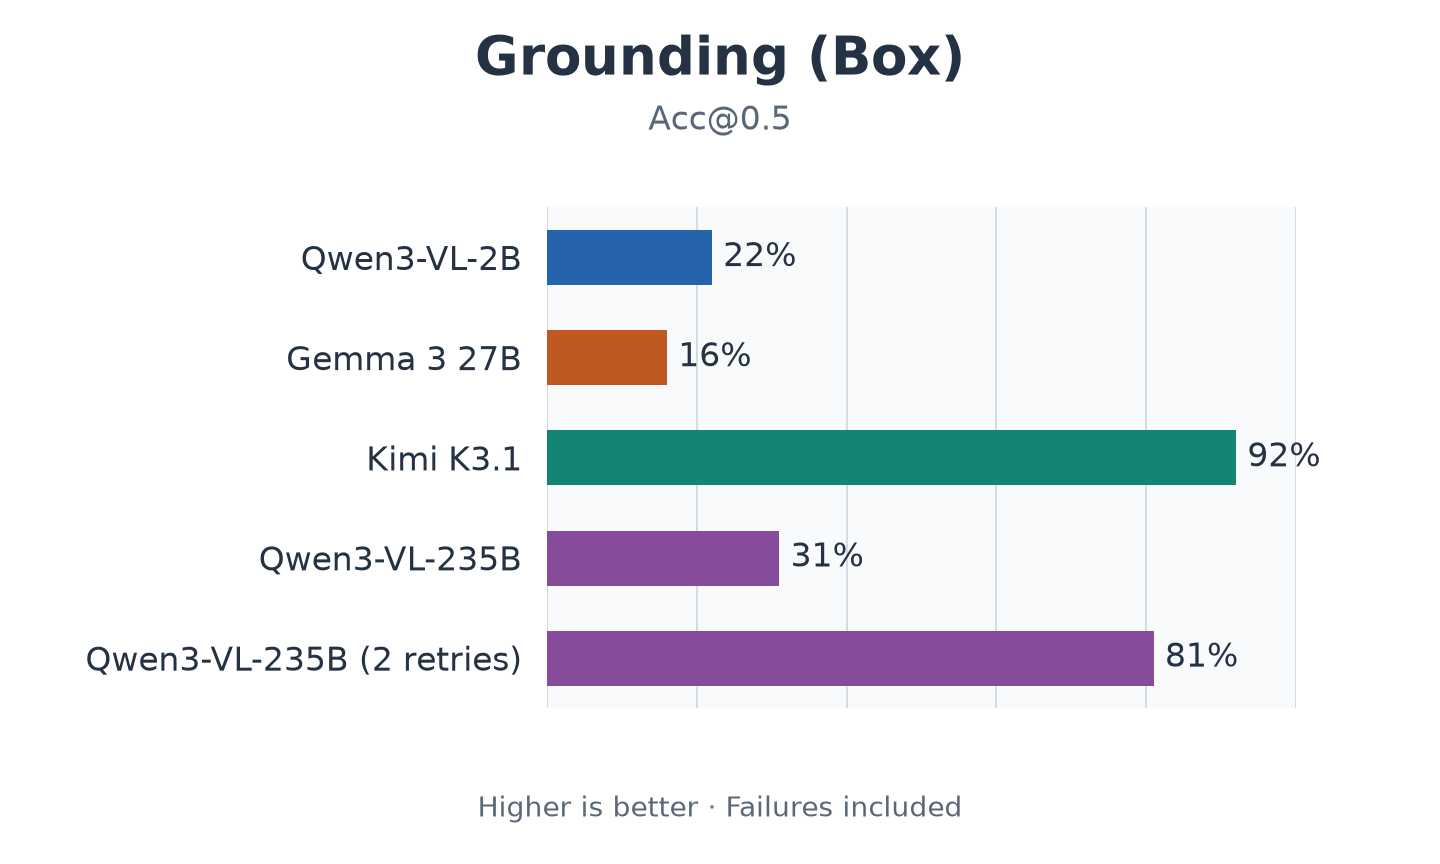 Grounding (Box)
Acc@0.5
Qwen3-VL-2B 22%
Gemma 3 27B 16%
Kimi K3.1 92%
Qwen3-VL-235B 31%
Qwen3-VL-235B (2 retries) 81%
Higher is better · Failures included